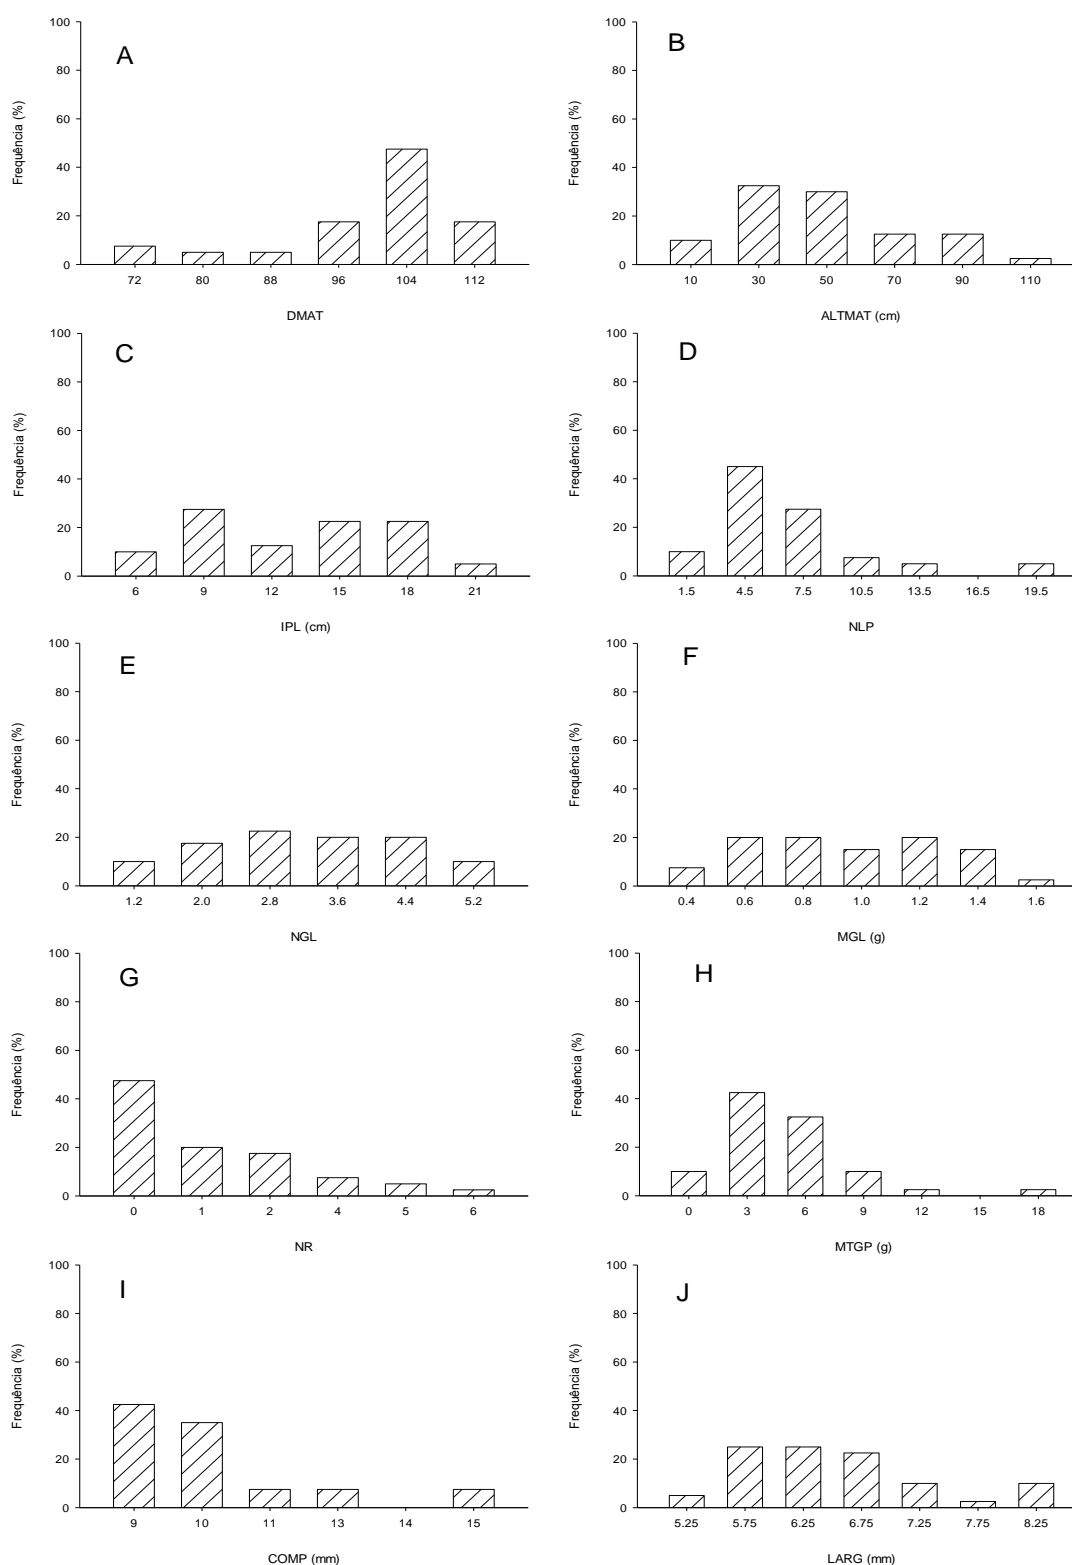 100
80
60
40
20
0
Frequência (%)
A
72 80 88 96 104 112
DMAT
100
80
60
40
20
0
Frequência (%)
B
10 30 50 70 90 110
ALTMAT (cm)
100
80
60
40
20
0
Frequência (%)
C
6 9 12 15 18 21
IPL (cm)
100
80
60
40
20
0
Frequência (%)
D
1.5 4.5 7.5 10.5 13.5 16.5 19.5
NLP
100
80
60
40
20
0
Frequência (%)
E
1.2 2.0 2.8 3.6 4.4 5.2
NGL
100
80
60
40
20
0
Frequência (%)
F
0.4 0.6 0.8 1.0 1.2 1.4 1.6
MGL (g)
100
80
60
40
20
0
Frequência (%)
G
0 1 2 4 5 6
NR
100
80
60
40
20
0
Frequência (%)
H
0 3 6 9 12 15 18
MTGP (g)
100
80
60
40
20
0
Frequência (%)
I
9 10 11 13 14 15
COMP (mm)
100
80
60
40
20
0
Frequência (%)
J
5.25 5.75 6.25 6.75 7.25 7.75 8.25
LARG (mm)